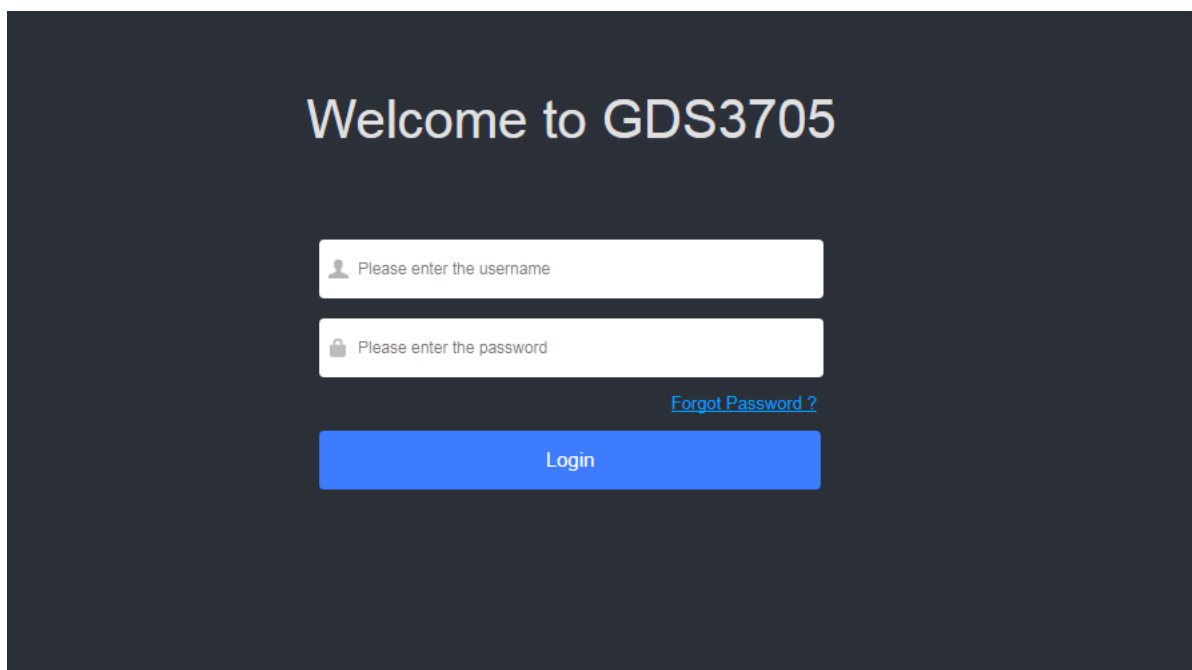 Welcome to GDS3705
Please enter the username
Please enter the password
Forgot Password ?
Login